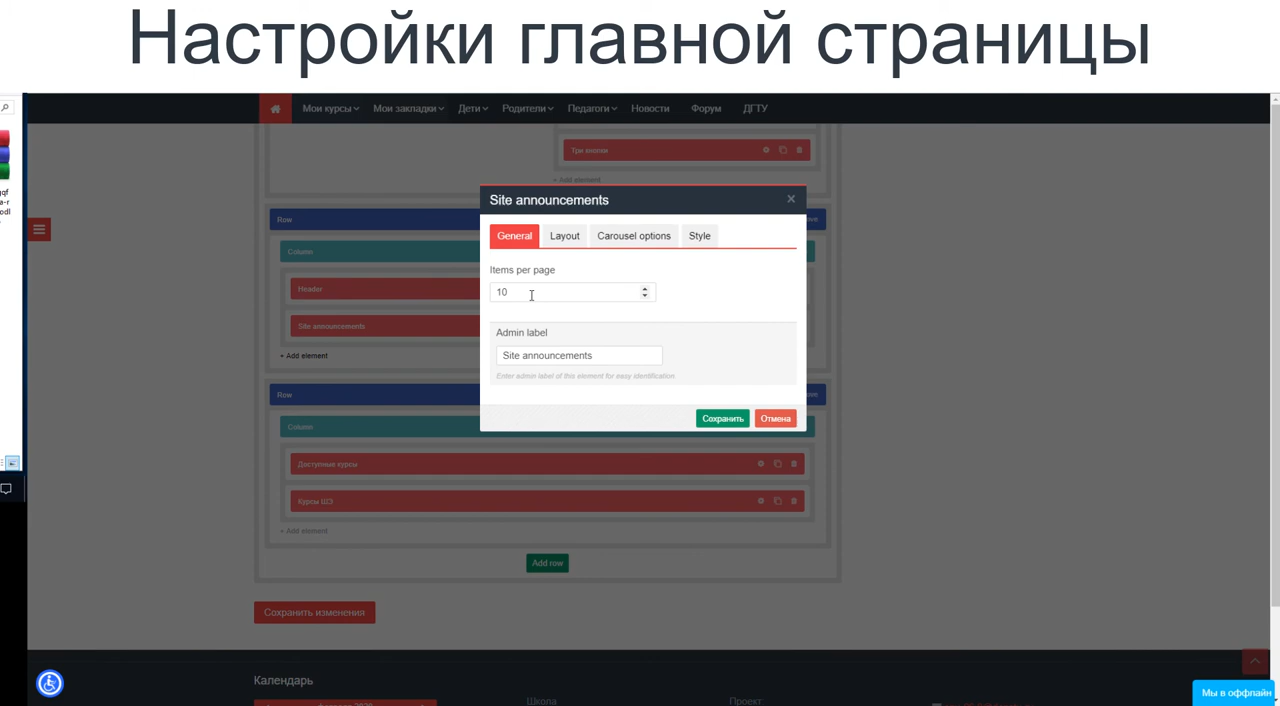 Настройки главной страницы
Мои курсы Мои закладки Дети Родители Педагоги Новости Форум ДГТУ
Три кнопки
+ Add element
Site announcements
General Layout Carousel options Style
Items per page
10
Admin label
Site announcements
Enter admin label of this element for easy identification
Сохранить Отмена
Row
Column
Header
Site announcements
+ Add element
Row
Column
Доступные курсы
Курсы ШЭ
+ Add element
Add row
Сохранить изменения
Календарь
Школа
Проект
Мы в оффлайн